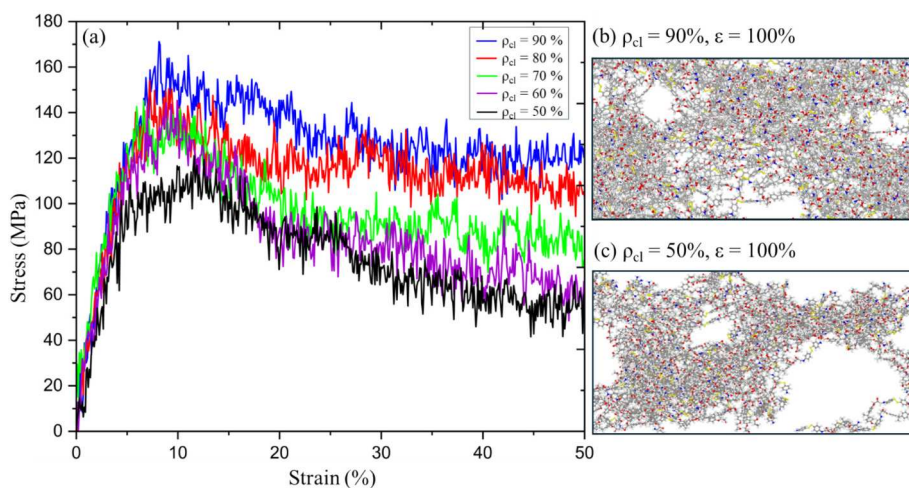 (a)
ρcl = 90 %
ρcl = 80 %
ρcl = 70 %
ρcl = 60 %
ρcl = 50 %
180
160
140
120
100
80
60
40
20
0
Stress (MPa)
0
10
20
30
40
50
Strain (%)
(b) ρcl = 90%, ε = 100%
(c) ρcl = 50%, ε = 100%